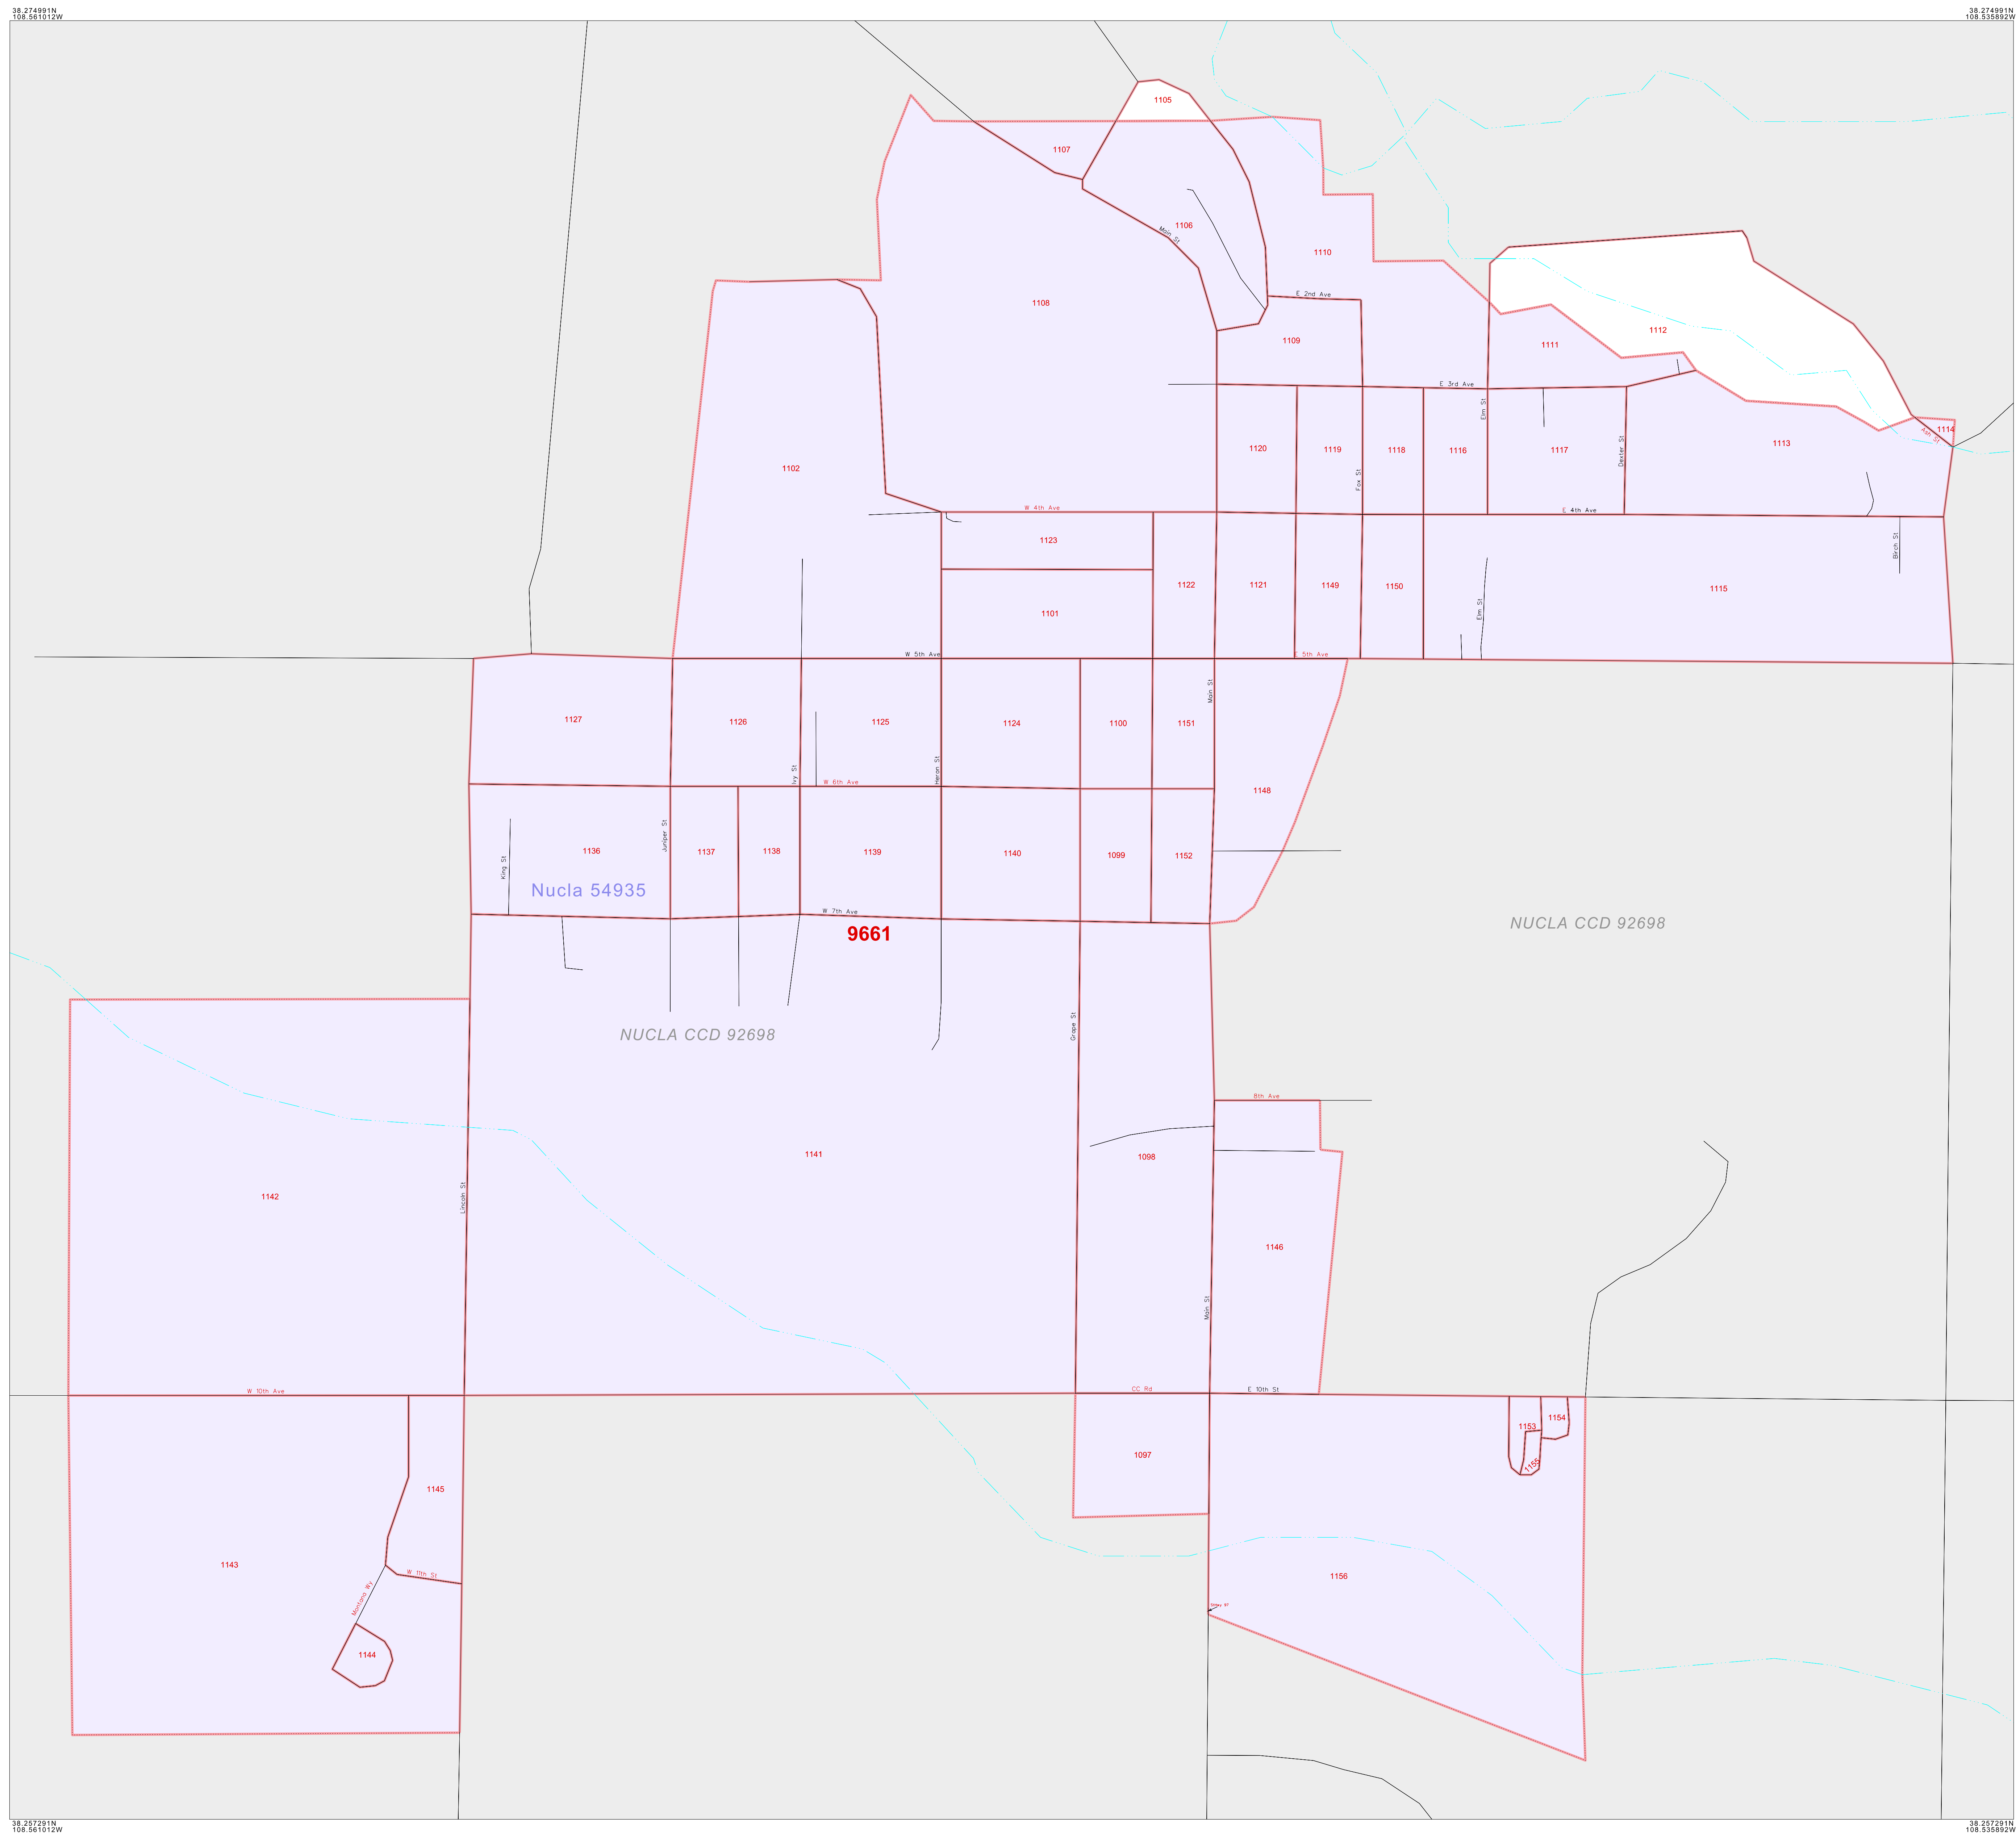 38.274991N
108.561012W
38.274991N
108.535892W
1105
1107
1106
Main St
1110
1108
E 2nd Ave
1109
1112
1111
E 3rd Ave
Elm St
1114
Ash St
1113
1102
1120
1119
1118
1116
1117
Dexter St
Fox St
W 4th Ave
E 4th Ave
1123
Birch St
1122
1121
1149
1150
1115
1101
Elm St
W 5th Ave
E 5th Ave
Main St
1127
1126
1125
1124
1100
1151
Ivy St
Heron St
W 6th Ave
1148
Juniper St
King St
1136
1137
1138
1139
1140
1099
1152
Nucla 54935
W 7th Ave
9661
NUCLA CCD 92698
NUCLA CCD 92698
Grape St
8th Ave
1141
1098
1142
Lincoln St
1146
Main St
W 10th Ave
CC Rd
E 10th St
1153
1154
1155
1097
1145
1143
W 11th St
Montana Wy
1156
1144
38.257291N
108.561012W
38.257291N
108.535892W